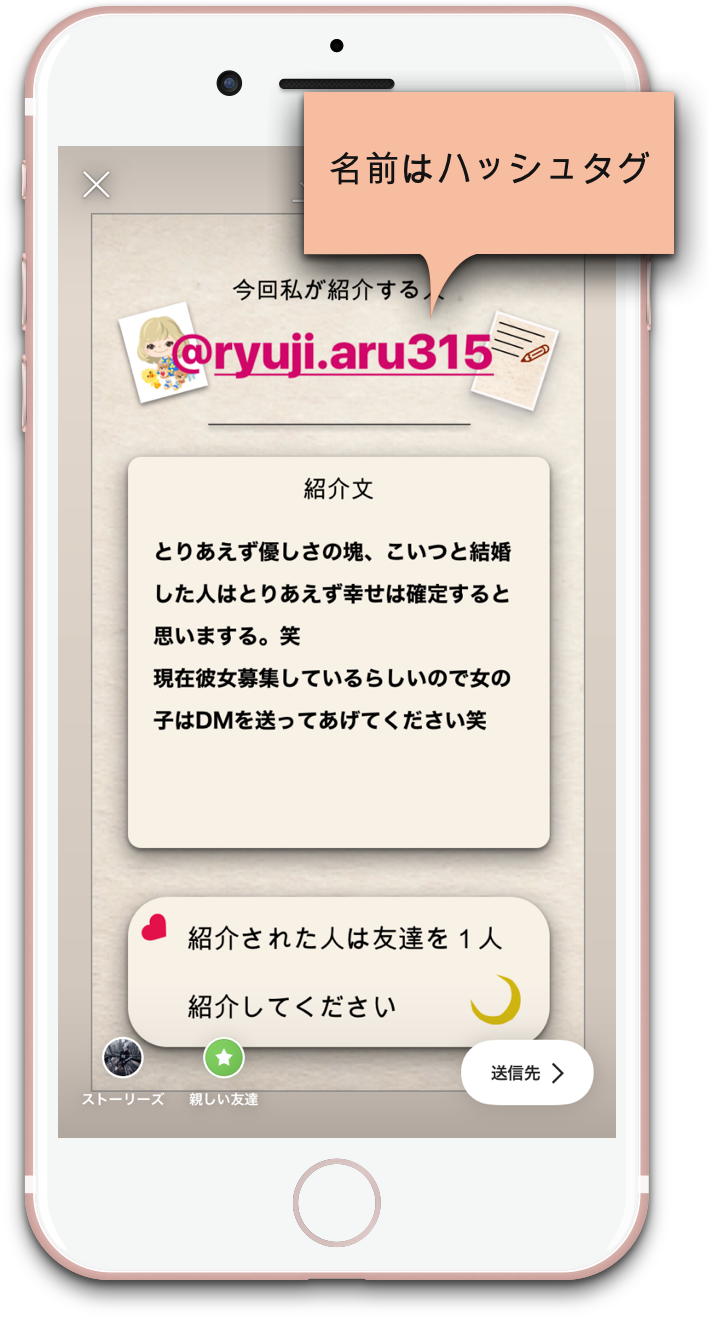 名前はハッシュタグ
今回私が紹介する人
@ryuji.aru315
紹介文
とりあえず優しさの塊、こいつと結婚
した人はとりあえず幸せは確定すると
思いまする。笑
現在彼女募集しているらしいので女の
子はDMを送ってあげてください笑
紹介された人は友達を1人
紹介してください
ストーリーズ
親しい友達
送信先